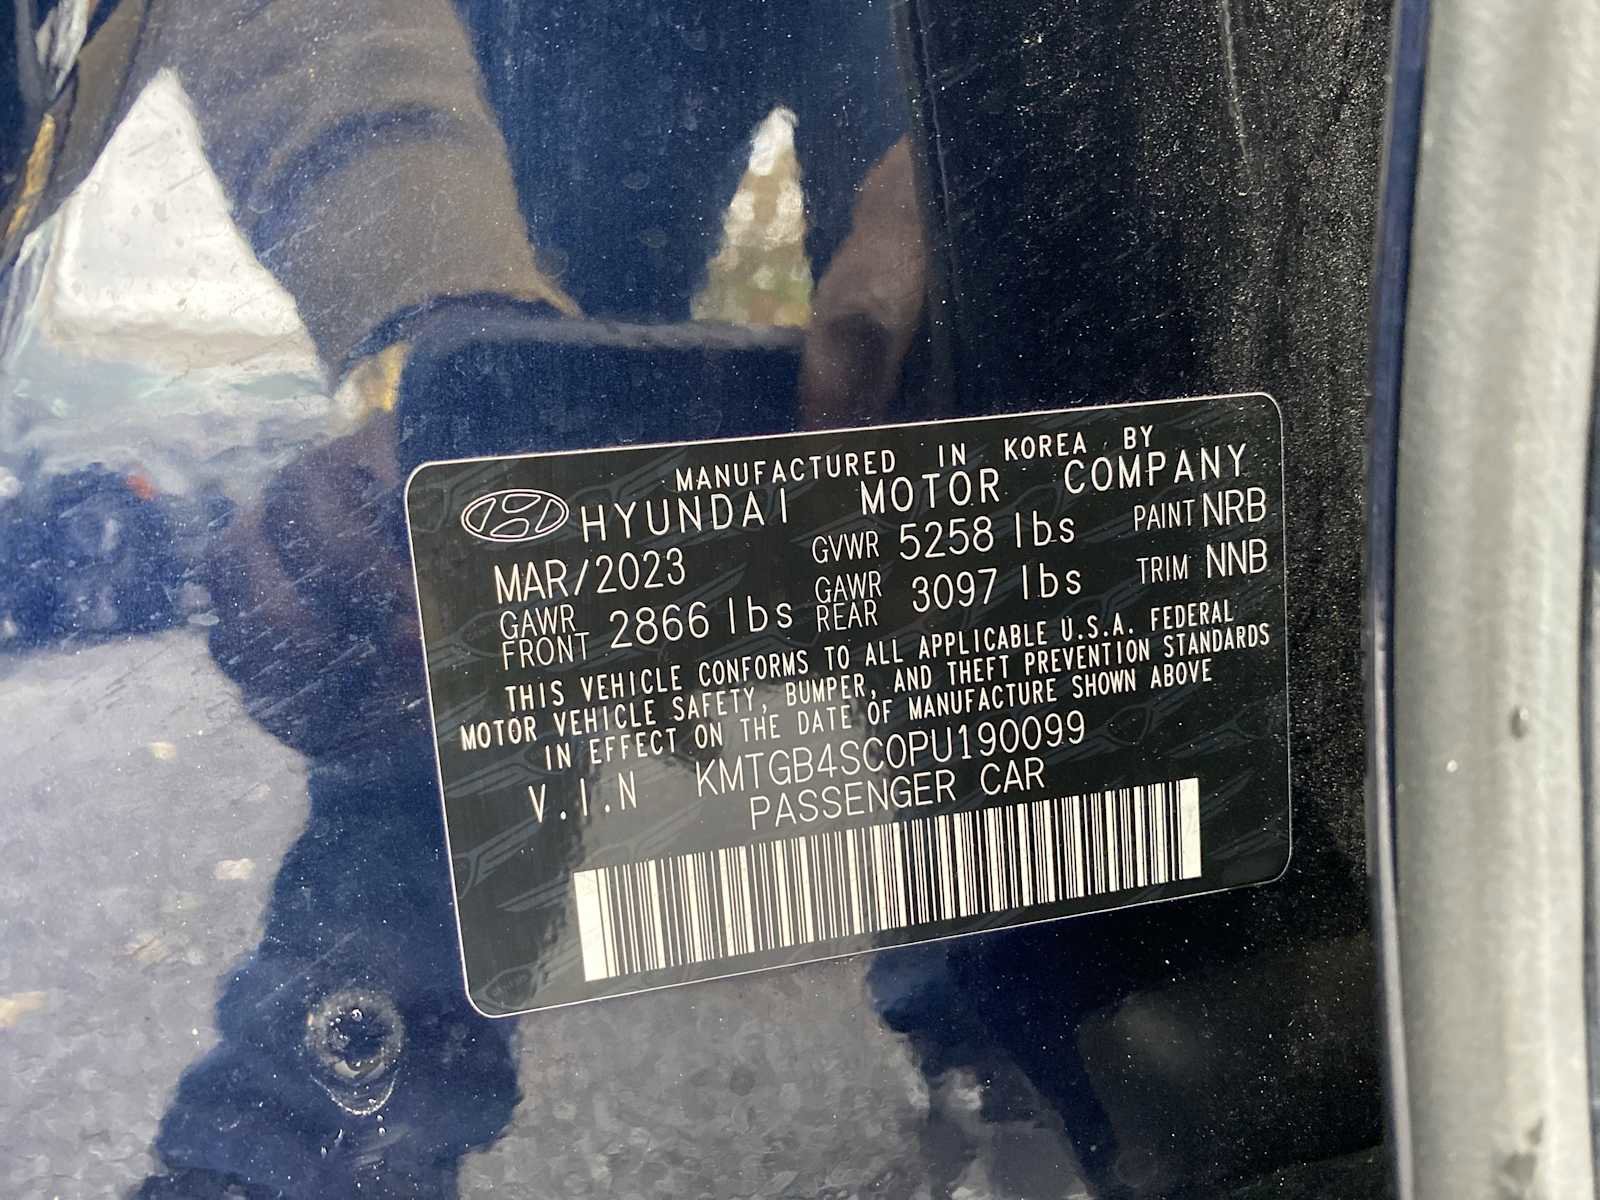 MANUFACTURED IN KOREA BY
HYUNDAI MOTOR COMPANY
MAR/2023 GVWR 5258 lbs PAINT NRB
GAWR FRONT 2866 lbs GAWR REAR 3097 lbs TRIM NNB
THIS VEHICLE CONFORMS TO ALL APPLICABLE U.S.A. FEDERAL
MOTOR VEHICLE SAFETY, BUMPER, AND THEFT PREVENTION STANDARDS
IN EFFECT ON THE DATE OF MANUFACTURE SHOWN ABOVE
V.I.N KMTGB4SC0PU190099
PASSENGER CAR